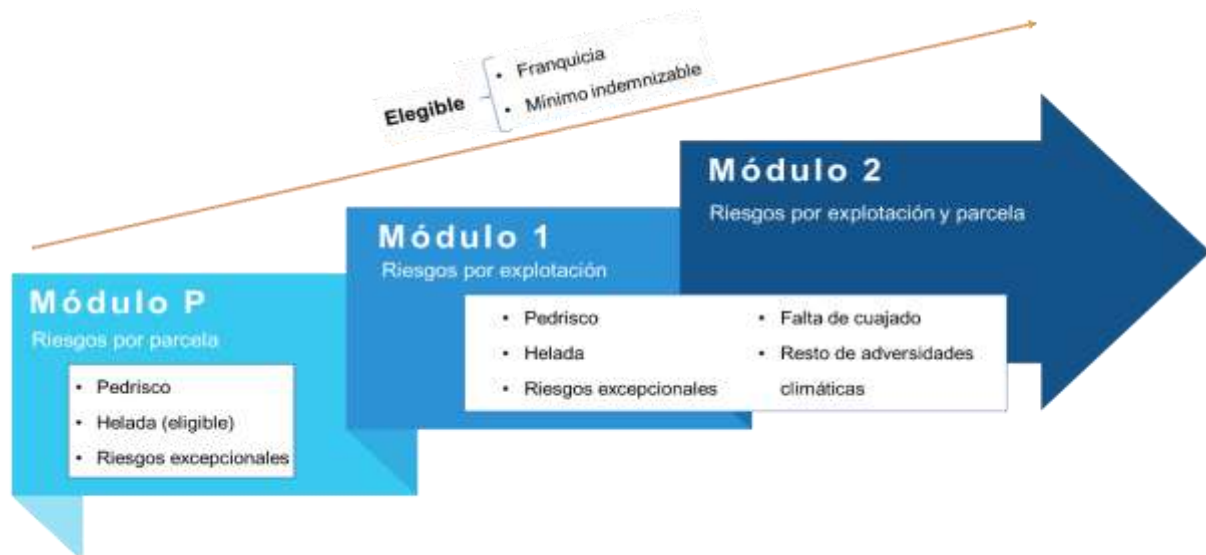 Elegible
• Franquicia
• Mínimo indemnizable
Módulo 2
Riesgos por explotación y parcela
Módulo 1
Riesgos por explotación
Módulo P
Riesgos por parcela
• Pedrisco
• Helada
• Riesgos excepcionales
• Falta de cuajado
• Resto de adversidades
climáticas
• Pedrisco
• Helada (eligible)
• Riesgos excepcionales